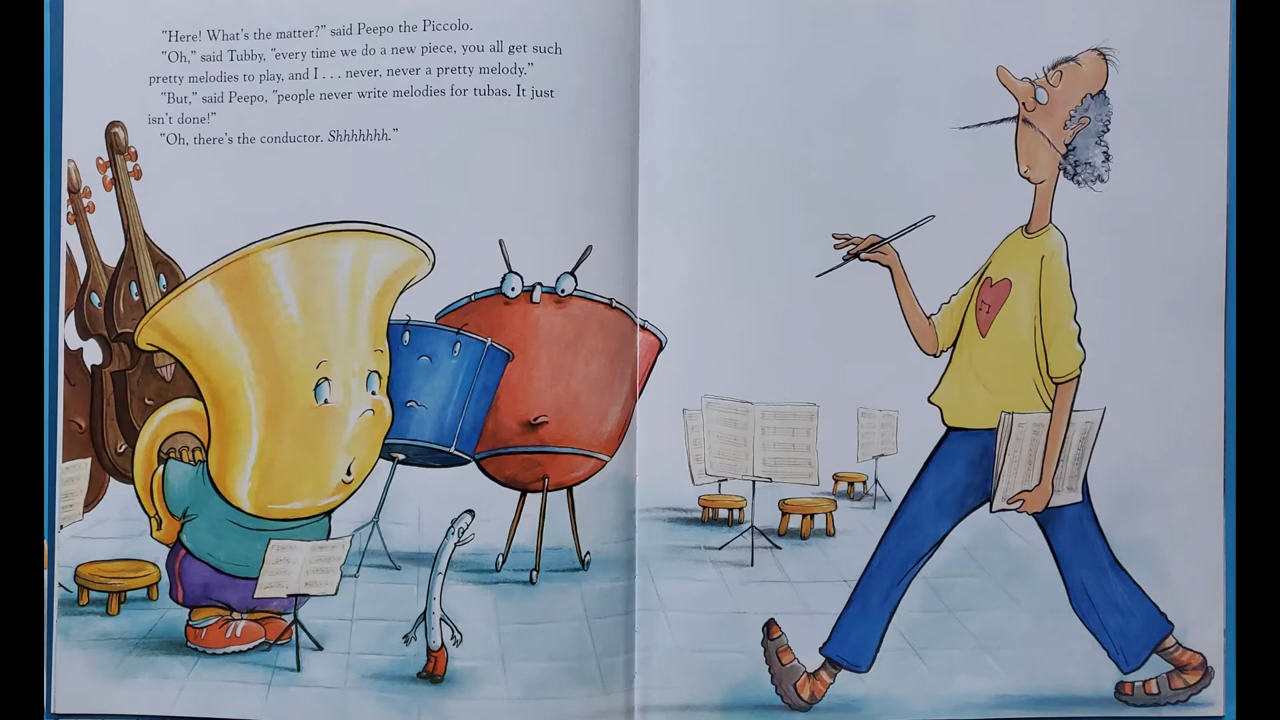 "Here! What's the matter?" said Peepo the Piccolo.
"Oh," said Tubby, "every time we do a new piece, you all get such
pretty melodies to play, and I . . . never, never a pretty melody."
"But," said Peepo, "people never write melodies for tubas. It just
isn't done!"
"Oh, there's the conductor. Shhhhhhh."